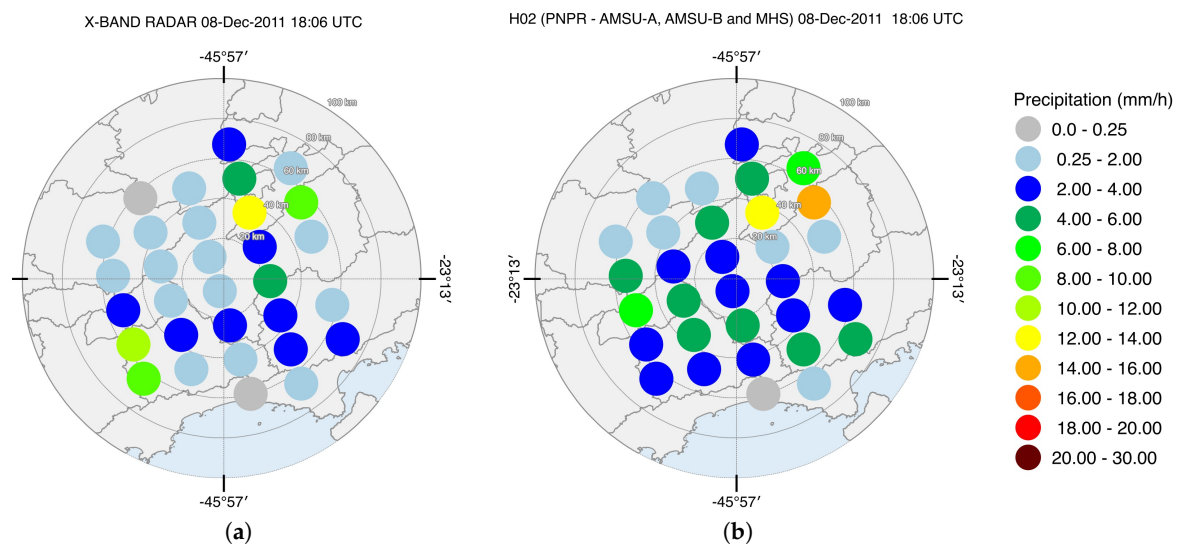 X-BAND RADAR 08-Dec-2011 18:06 UTC
H02 (PNPR - AMSU-A, AMSU-B and MHS) 08-Dec-2011 18:06 UTC
-45°57′
-45°57′
100 km
80 km
60 km
40 km
20 km
100 km
80 km
60 km
40 km
20 km
-23°13′
-23°13′
-23°13′
-45°57′
-45°57′
(a)
(b)
Precipitation (mm/h)
0.0 - 0.25
0.25 - 2.00
2.00 - 4.00
4.00 - 6.00
6.00 - 8.00
8.00 - 10.00
10.00 - 12.00
12.00 - 14.00
14.00 - 16.00
16.00 - 18.00
18.00 - 20.00
20.00 - 30.00